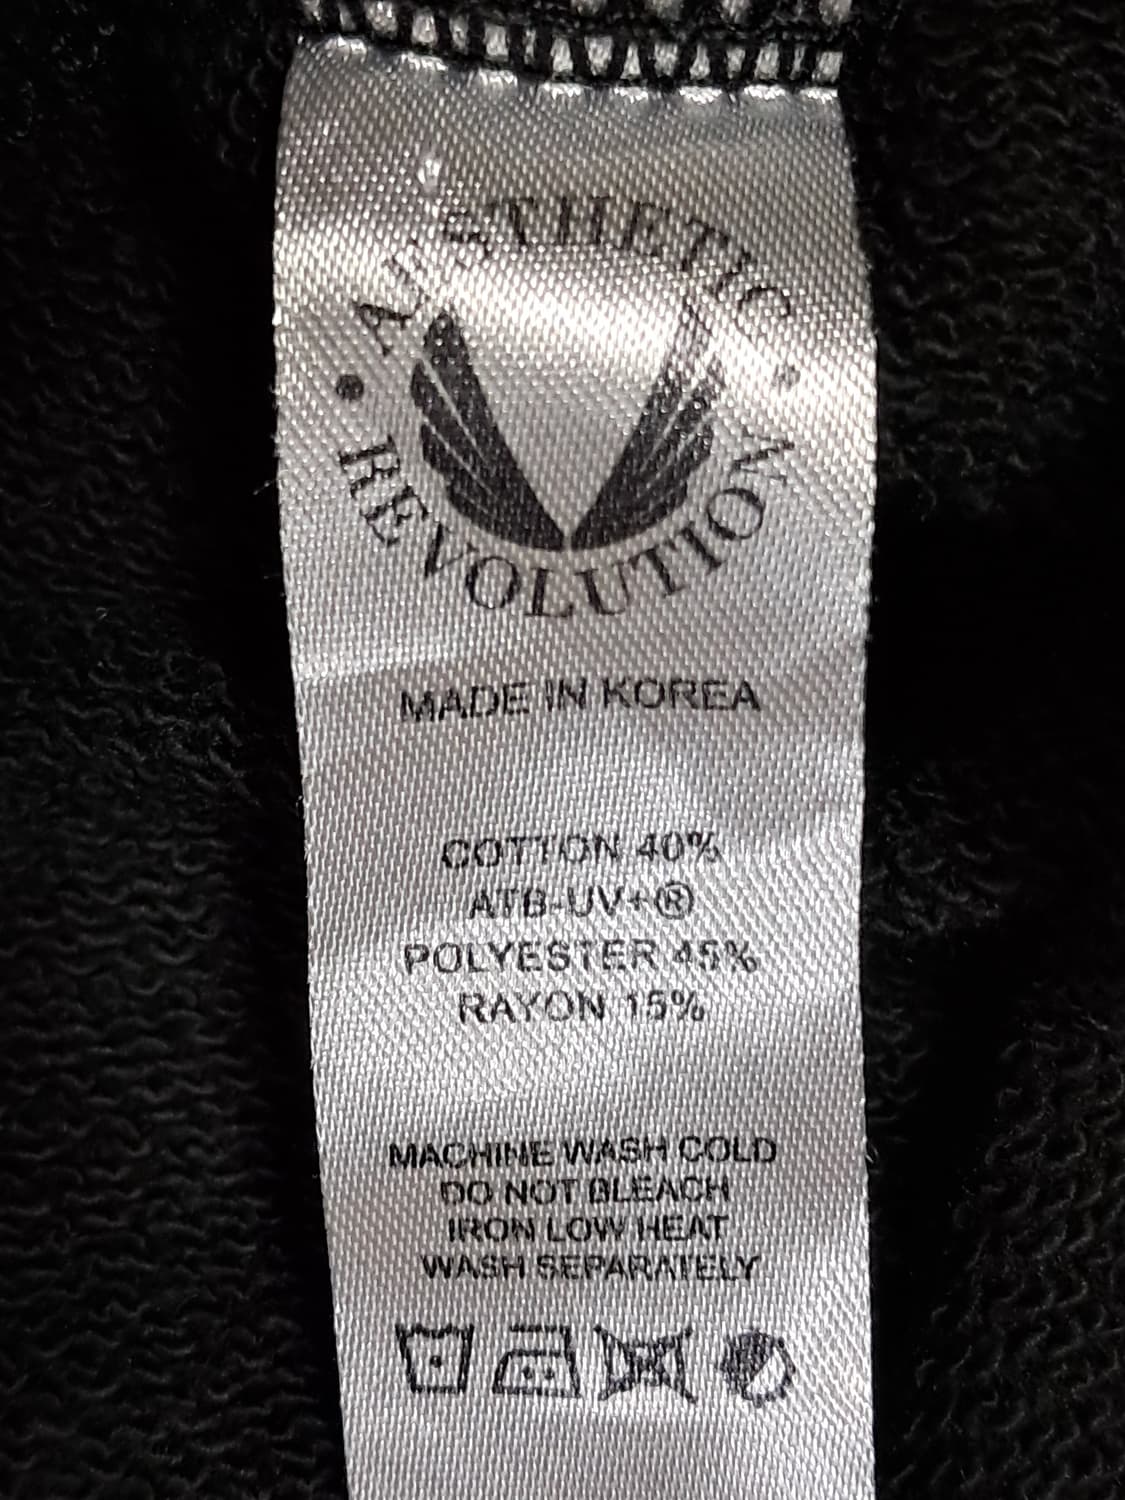 AESTHETIC
• REVOLUTION •
MADE IN KOREA
COTTON 40%
ATB-UV+®
POLYESTER 45%
RAYON 15%
MACHINE WASH COLD
DO NOT BLEACH
IRON LOW HEAT
WASH SEPARATELY